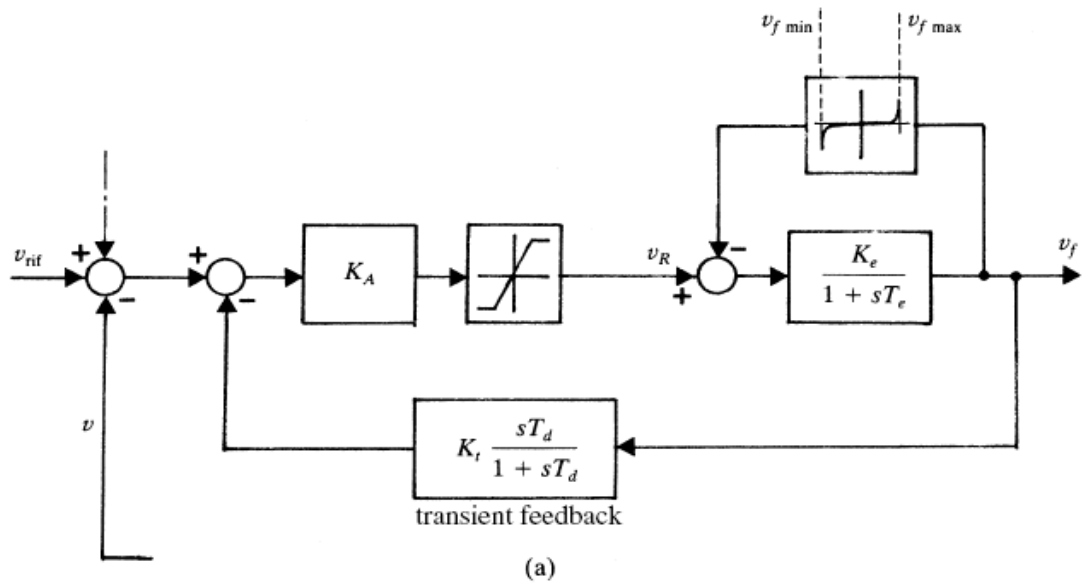 v_f min
v_f max
v_rif
+
−
+
−
K_A
v_R
+
−
K_e
1 + sT_e
v_f
v
K_t sT_d
1 + sT_d
transient feedback
(a)